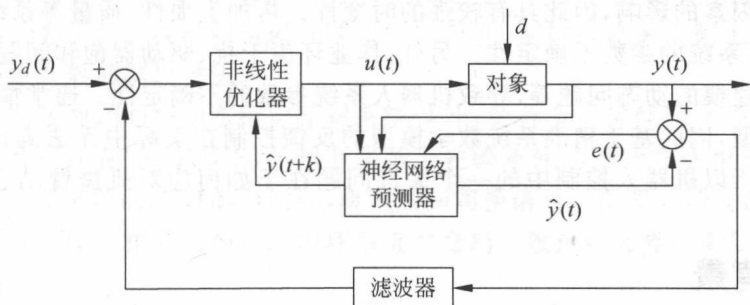 d
y_d(t)
+
−
非线性
优化器
u(t)
对象
y(t)
+
−
e(t)
ŷ(t+k)
神经网络
预测器
ŷ(t)
滤波器